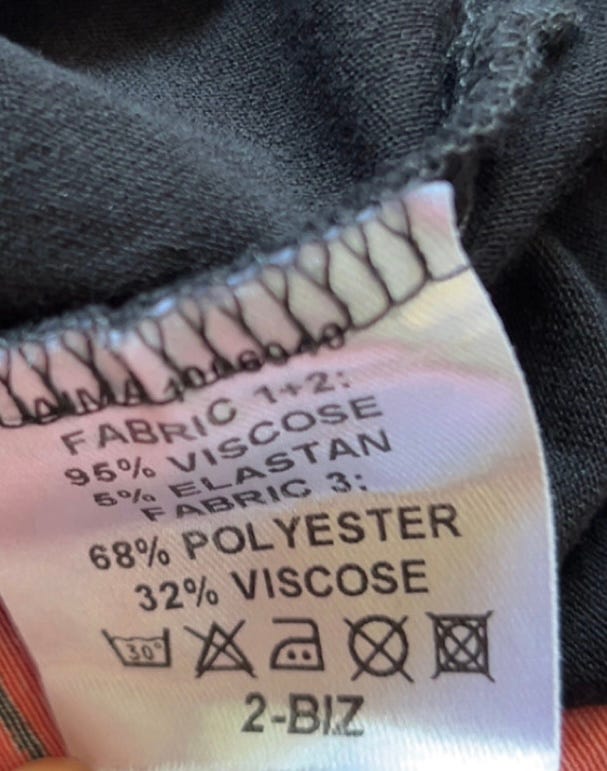 FABRIC 1+2:
95% VISCOSE
5% ELASTAN
FABRIC 3:
68% POLYESTER
32% VISCOSE
30°
2-BIZ